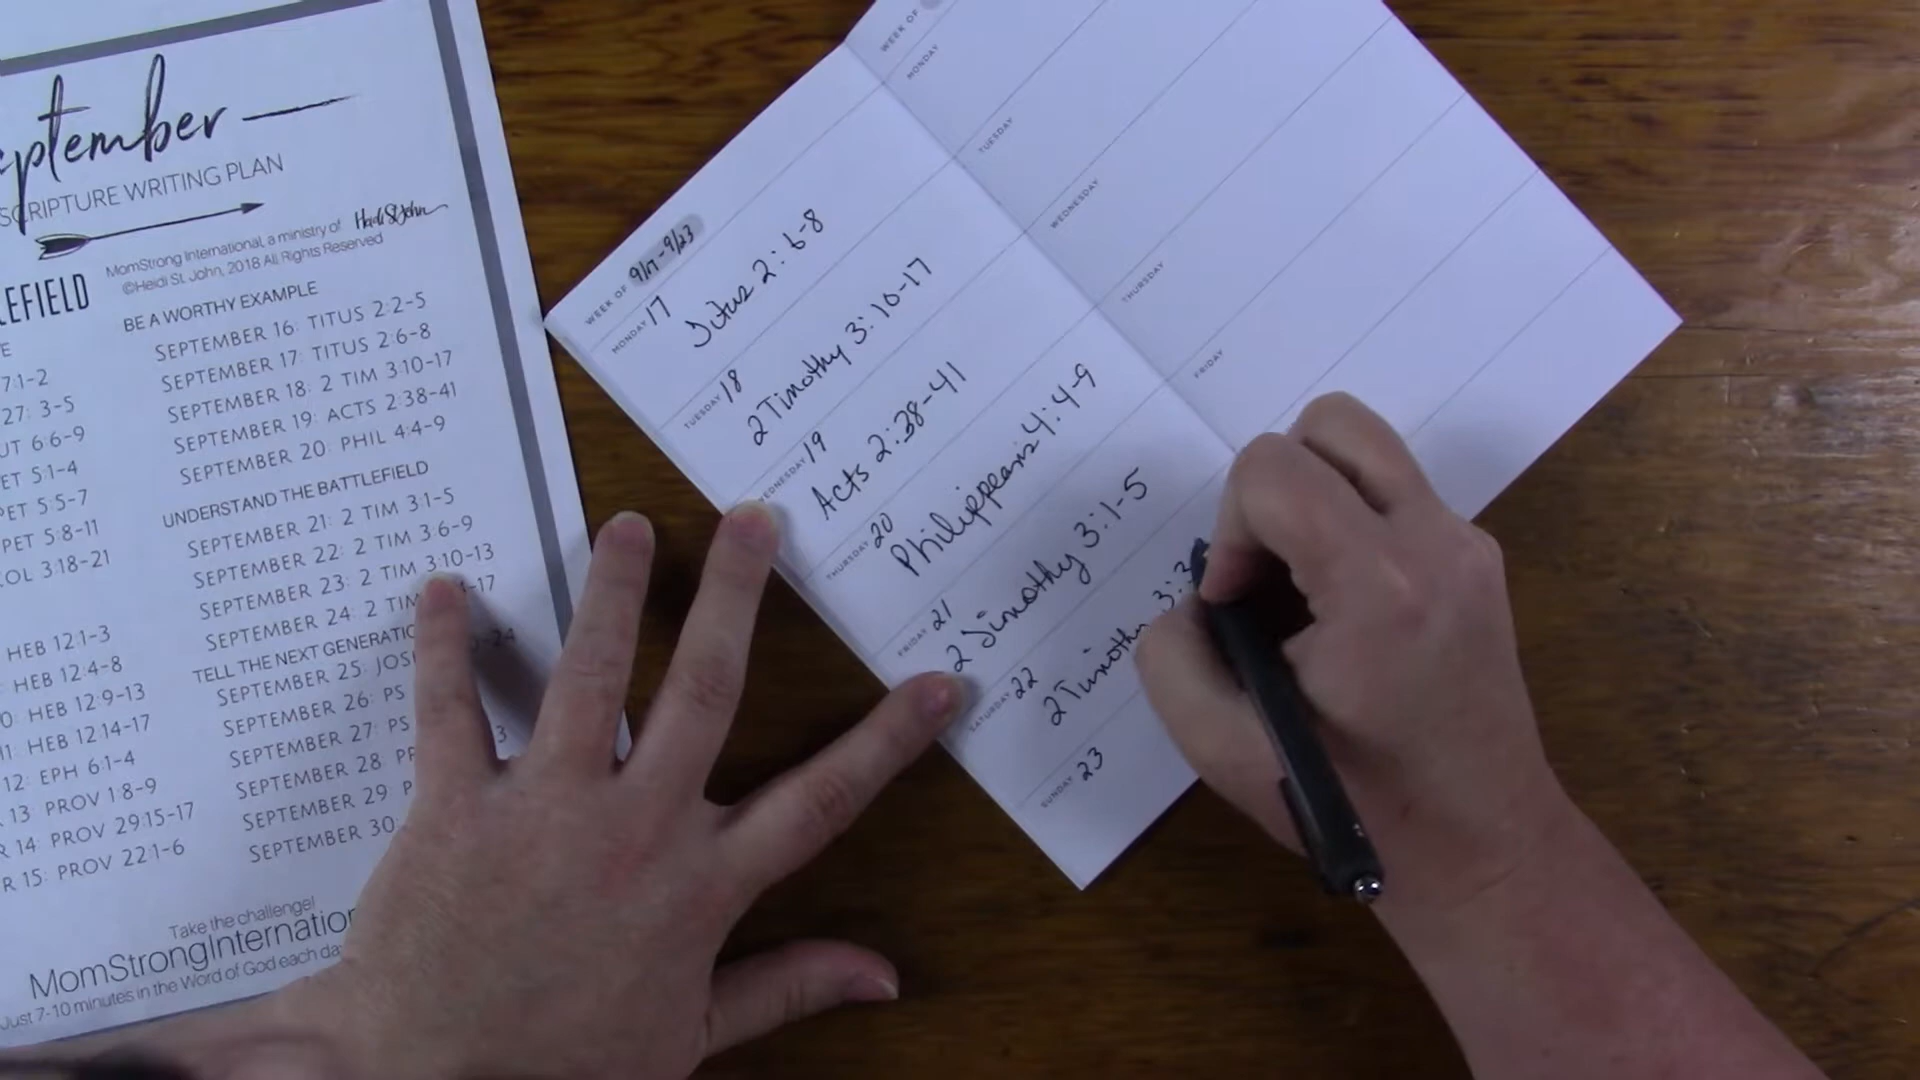 September
SCRIPTURE WRITING PLAN
MomStrong International, a ministry of Heidi St. John
©Heidi St. John, 2018 All Rights Reserved
LEFIELD
7:1-2
27: 3-5
6:6-9
5:1-4
PET 5:5-7
PET 5:8-11
COL 3:18-21
HEB 12:1-3
HEB 12:4-8
HEB 12:9-13
HEB 12:14-17
12: EPH 6:1-4
13: PROV 1:8-9
R 14: PROV 29:15-17
R 15: PROV 22:1-6
BE A WORTHY EXAMPLE
SEPTEMBER 16: TITUS 2:2-5
SEPTEMBER 17: TITUS 2:6-8
SEPTEMBER 18: 2 TIM 3:10-17
SEPTEMBER 19: ACTS 2:38-41
SEPTEMBER 20: PHIL 4:4-9
UNDERSTAND THE BATTLEFIELD
SEPTEMBER 21: 2 TIM 3:1-5
SEPTEMBER 22: 2 TIM 3:6-9
SEPTEMBER 23: 2 TIM 3:10-13
SEPTEMBER 24: 2 TIM -17
TELL THE NEXT GENERATIO
SEPTEMBER 25: JOSH -24
SEPTEMBER 26: PS
SEPTEMBER 27: PS 3
SEPTEMBER 28
SEPTEMBER 29
SEPTEMBER 30:
Take the challenge!
MomStrongInternation
Just 7-10 minutes in the Word of God each da
WEEK OF 9/17-9/23
MONDAY 17
Titus 2:6-8
TUESDAY 18
2 Timothy 3:10-17
WEDNESDAY 19
Acts 2:38-41
THURSDAY 20
Philippeans 4:4-9
FRIDAY 21
2 Timothy 3:1-5
SATURDAY 22
2 Timothy 3:
SUNDAY 23
WEEK OF
MONDAY
TUESDAY
WEDNESDAY
THURSDAY
FRIDAY